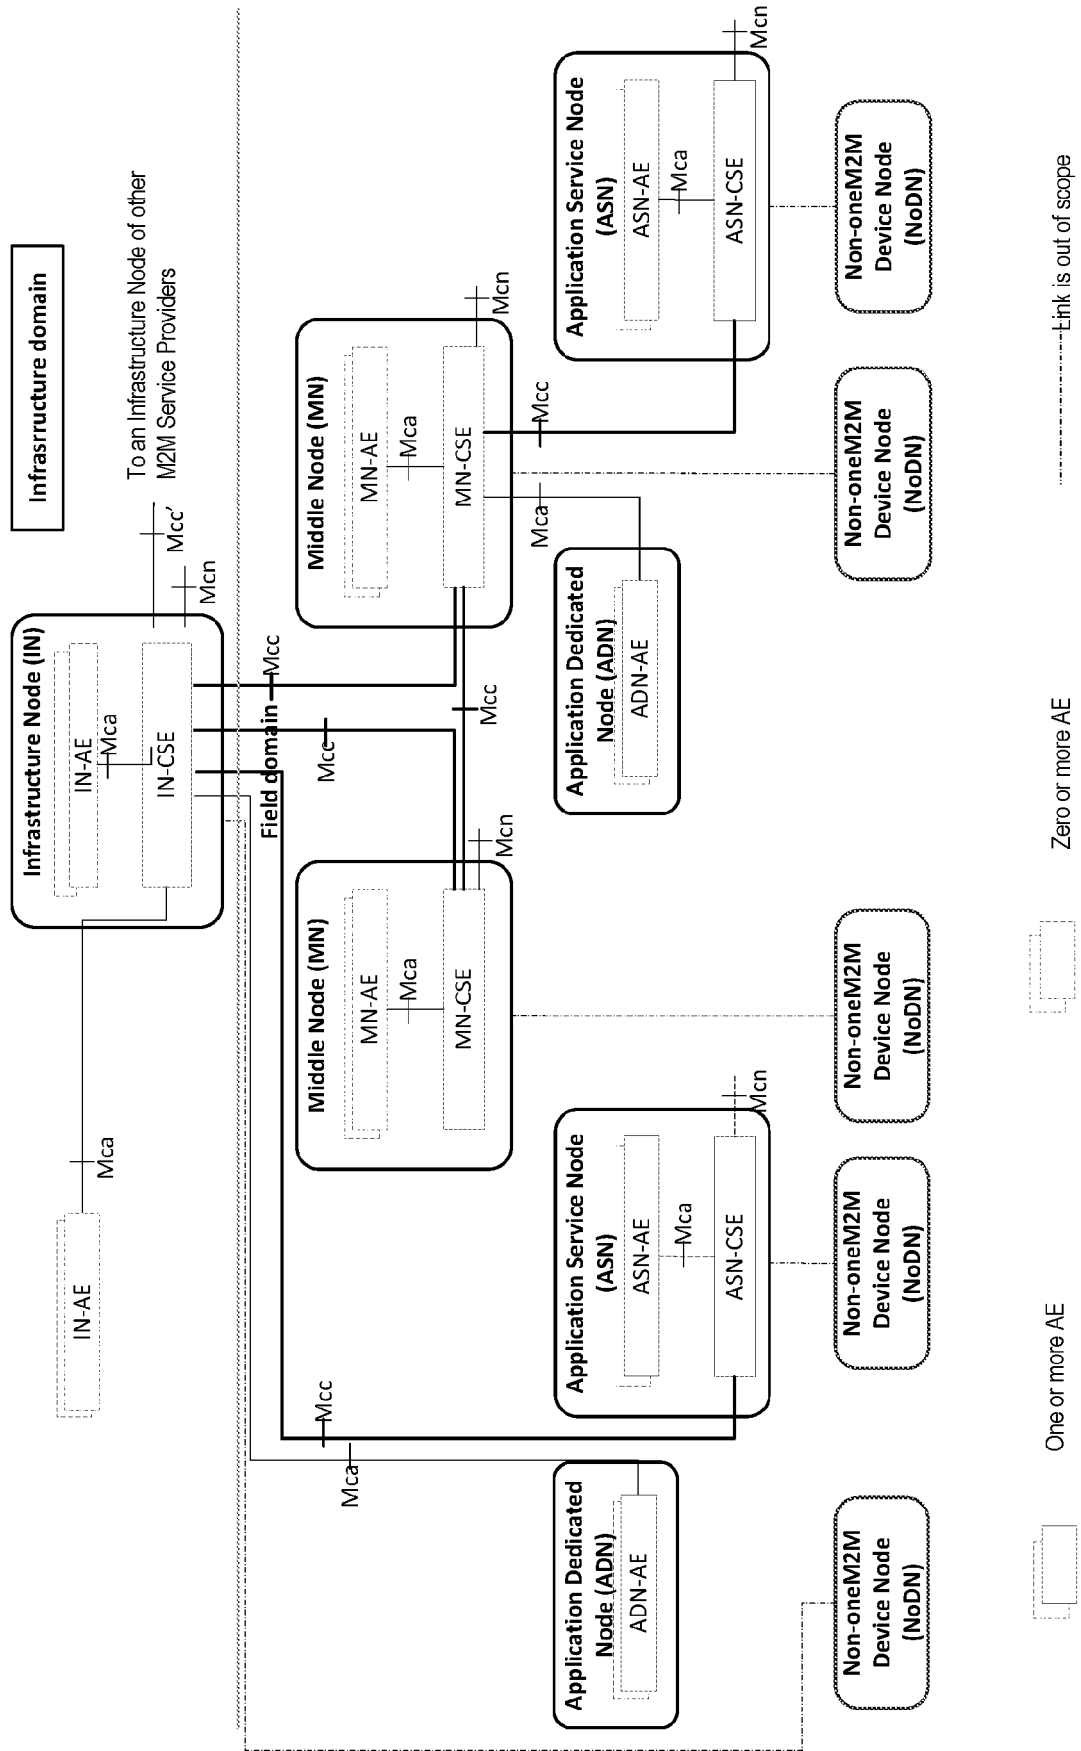 Infrasrructure domain
To an Infrastructure Node of other
M2M Service Providers
Infrastructure Node (IN)
IN-AE
Mca
IN-CSE
Mcc'
Mcn
IN-AE
Mca
Field domain
Mcc
Mcc
Mcc
Mcc
Mca
Middle Node (MN)
MN-AE
Mca
MN-CSE
Mcn
Middle Node (MN)
MN-AE
Mca
MN-CSE
Mcn
Mca
Mcc
Application Dedicated
Node (ADN)
ADN-AE
Application Service Node
(ASN)
ASN-AE
Mca
ASN-CSE
Mcn
Application Dedicated
Node (ADN)
ADN-AE
Application Service Node
(ASN)
ASN-AE
Mca
ASN-CSE
Mcn
Non-oneM2M
Device Node
(NoDN)
Non-oneM2M
Device Node
(NoDN)
Non-oneM2M
Device Node
(NoDN)
Non-oneM2M
Device Node
(NoDN)
Non-oneM2M
Device Node
(NoDN)
One or more AE
Zero or more AE
Link is out of scope